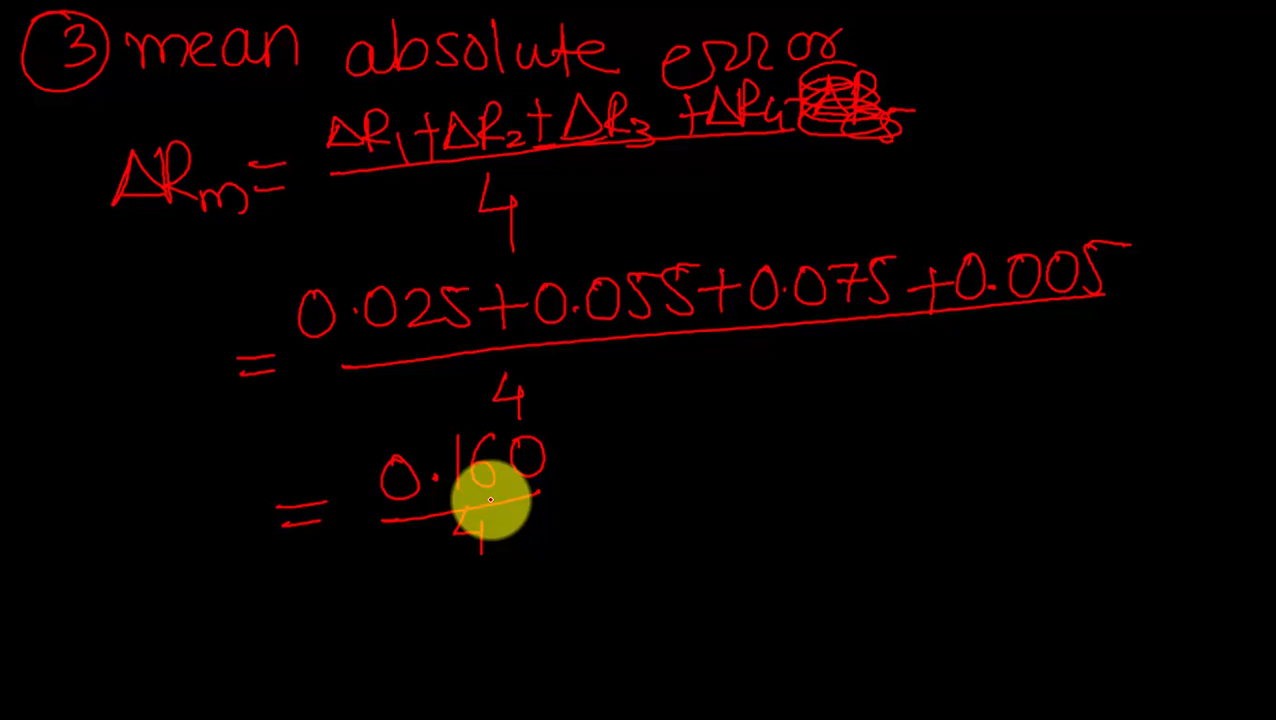 ③ mean absolute error
ΔRm = ΔR1+ΔR2+ΔR3+ΔR4
4
= 0.025+0.055+0.075+0.005
4
= 0.160
4